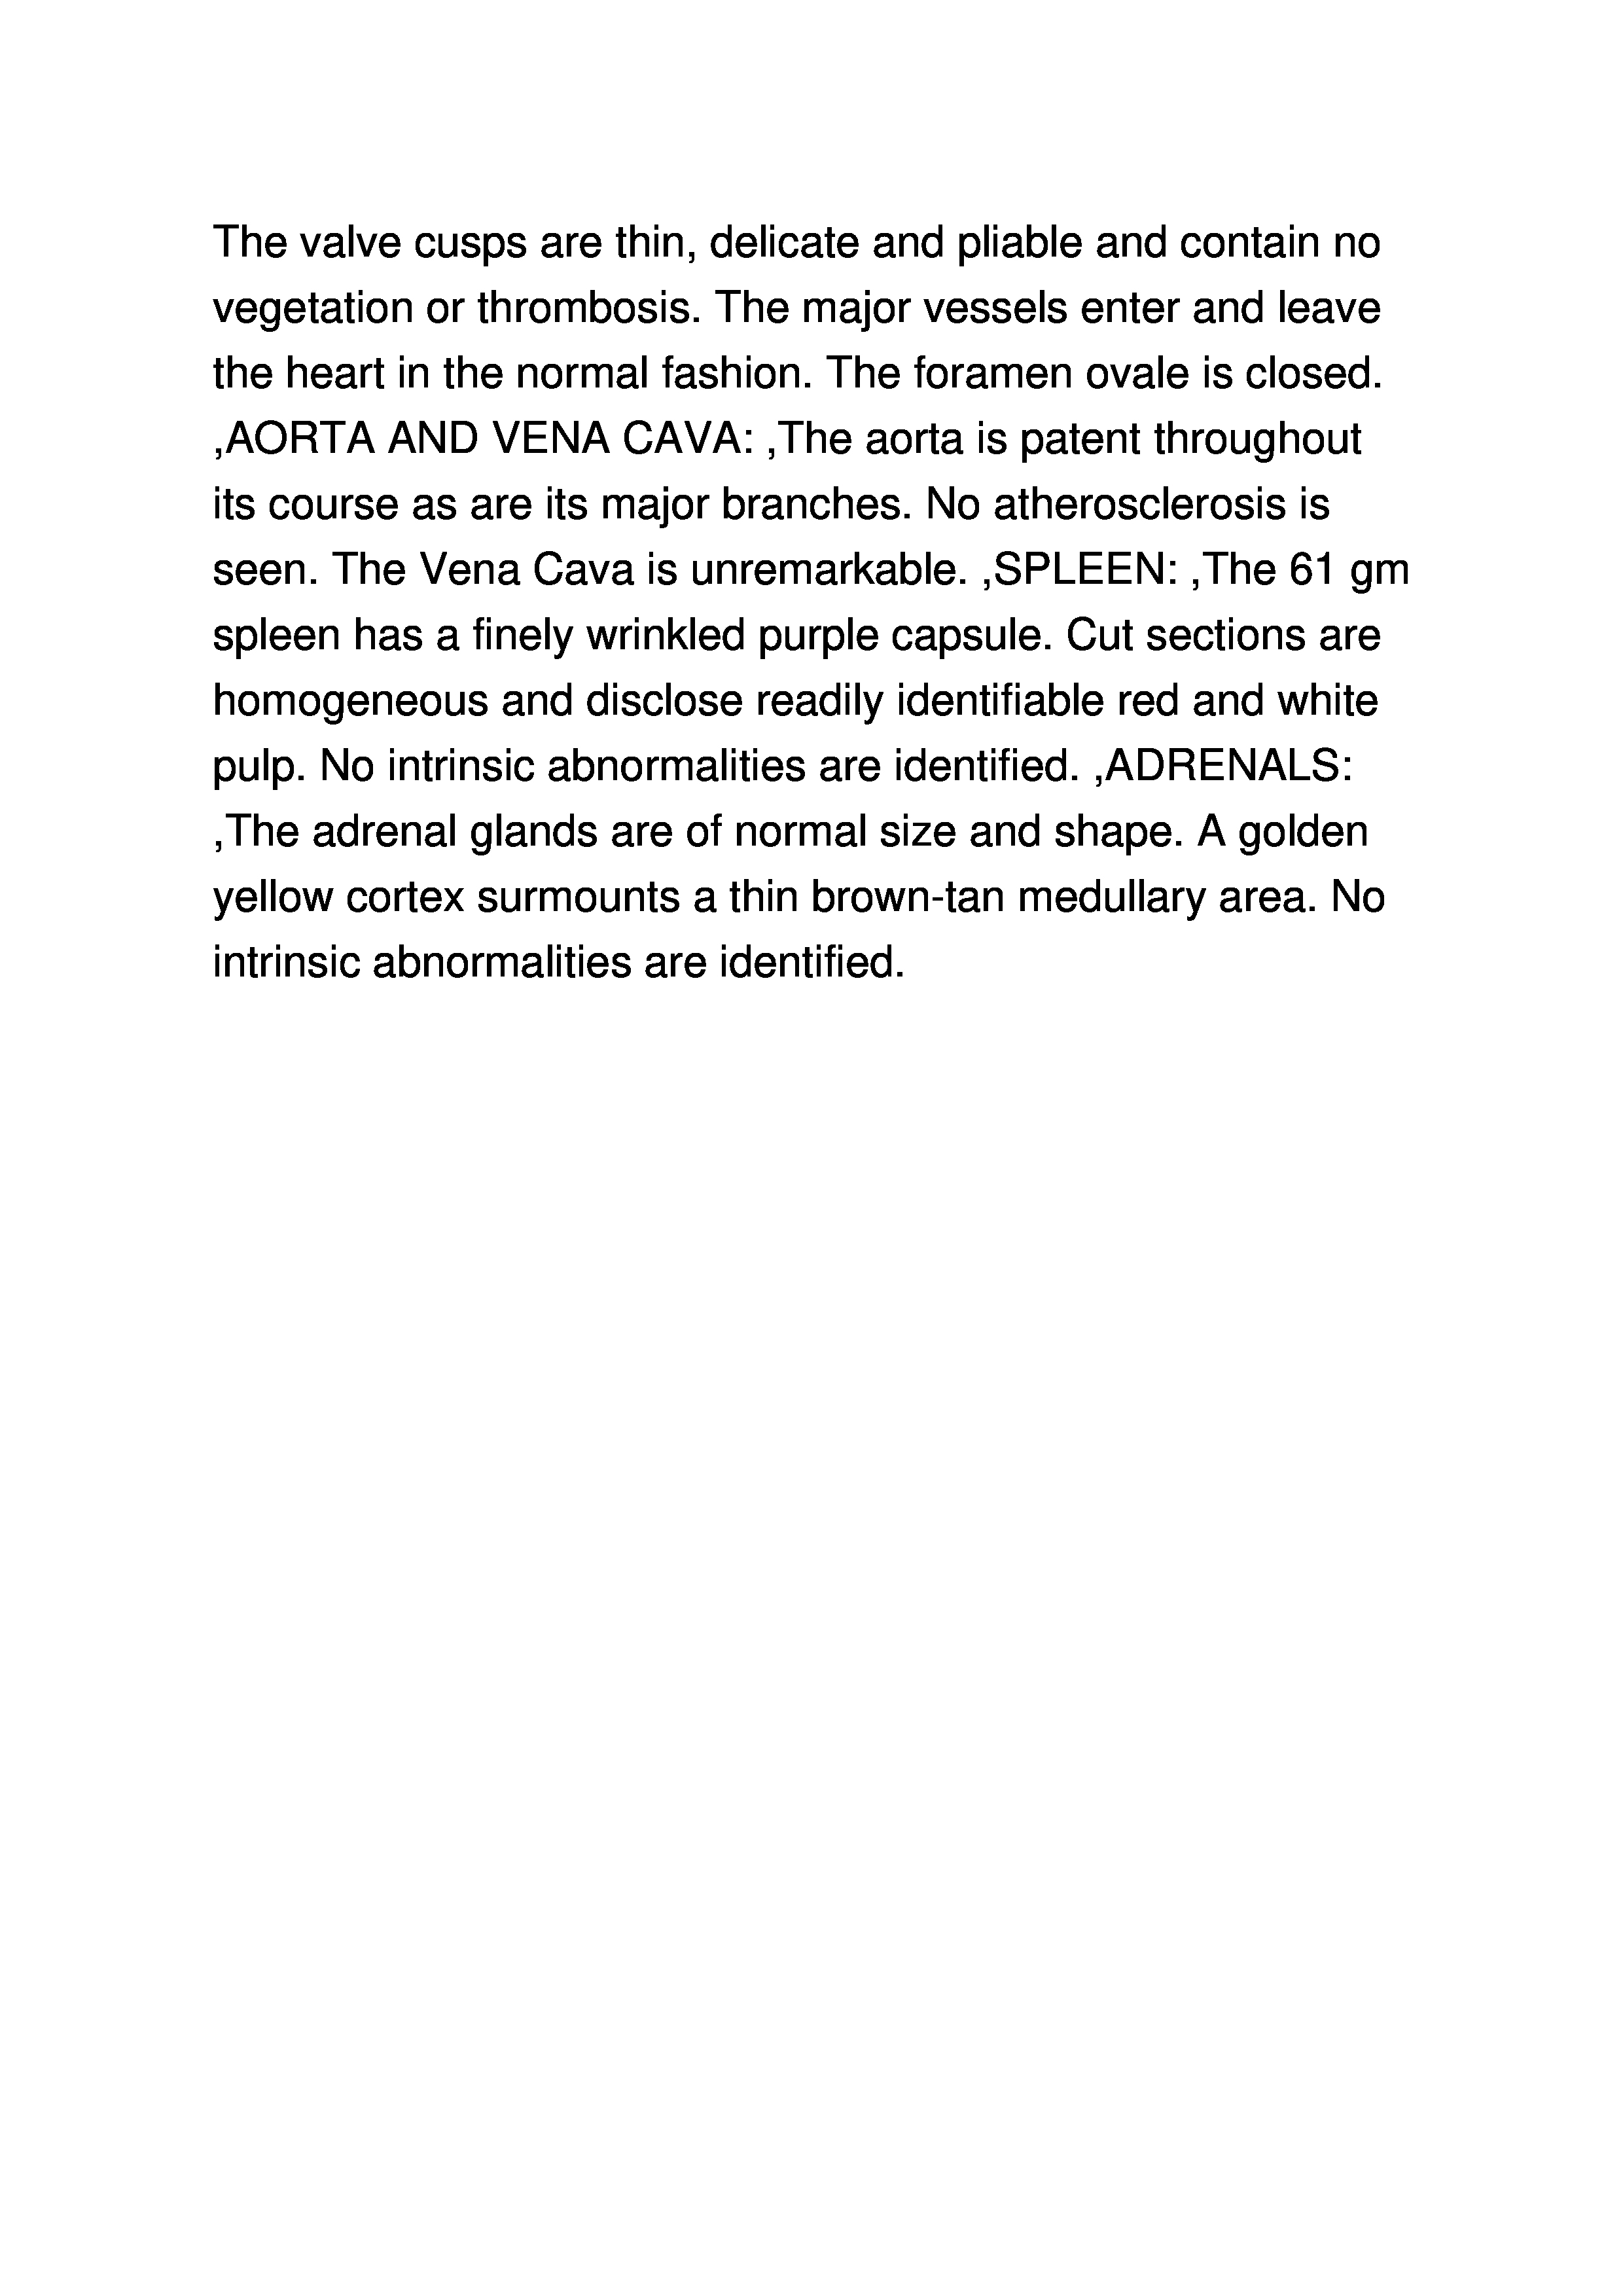 The valve cusps are thin, delicate and pliable and contain no
vegetation or thrombosis. The major vessels enter and leave
the heart in the normal fashion. The foramen ovale is closed.
,AORTA AND VENA CAVA: ,The aorta is patent throughout
its course as are its major branches. No atherosclerosis is
seen. The Vena Cava is unremarkable. ,SPLEEN: ,The 61 gm
spleen has a finely wrinkled purple capsule. Cut sections are
homogeneous and disclose readily identifiable red and white
pulp. No intrinsic abnormalities are identified. ,ADRENALS:
,The adrenal glands are of normal size and shape. A golden
yellow cortex surmounts a thin brown-tan medullary area. No
intrinsic abnormalities are identified.